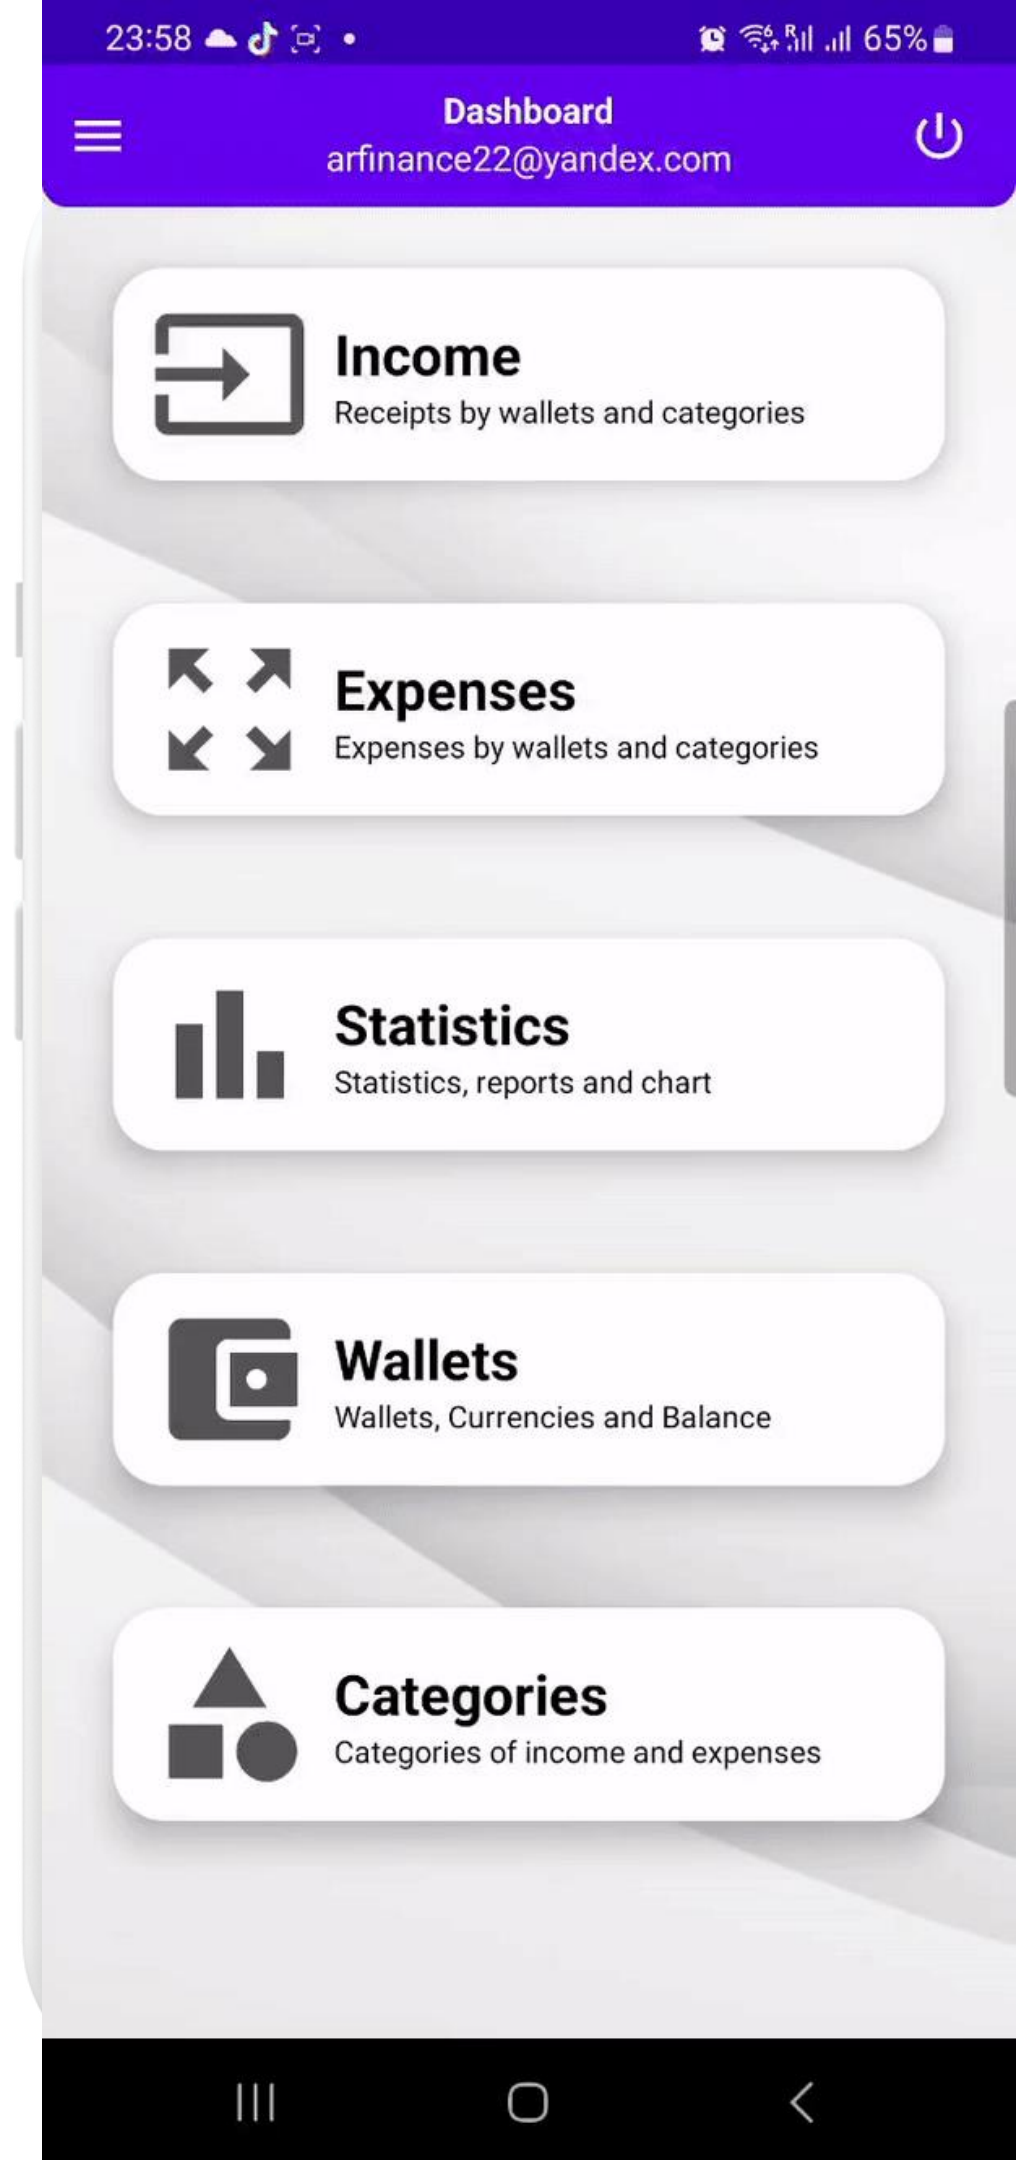 23:58
65%
Dashboard
arfinance22@yandex.com
Income
Receipts by wallets and categories
Expenses
Expenses by wallets and categories
Statistics
Statistics, reports and chart
Wallets
Wallets, Currencies and Balance
Categories
Categories of income and expenses